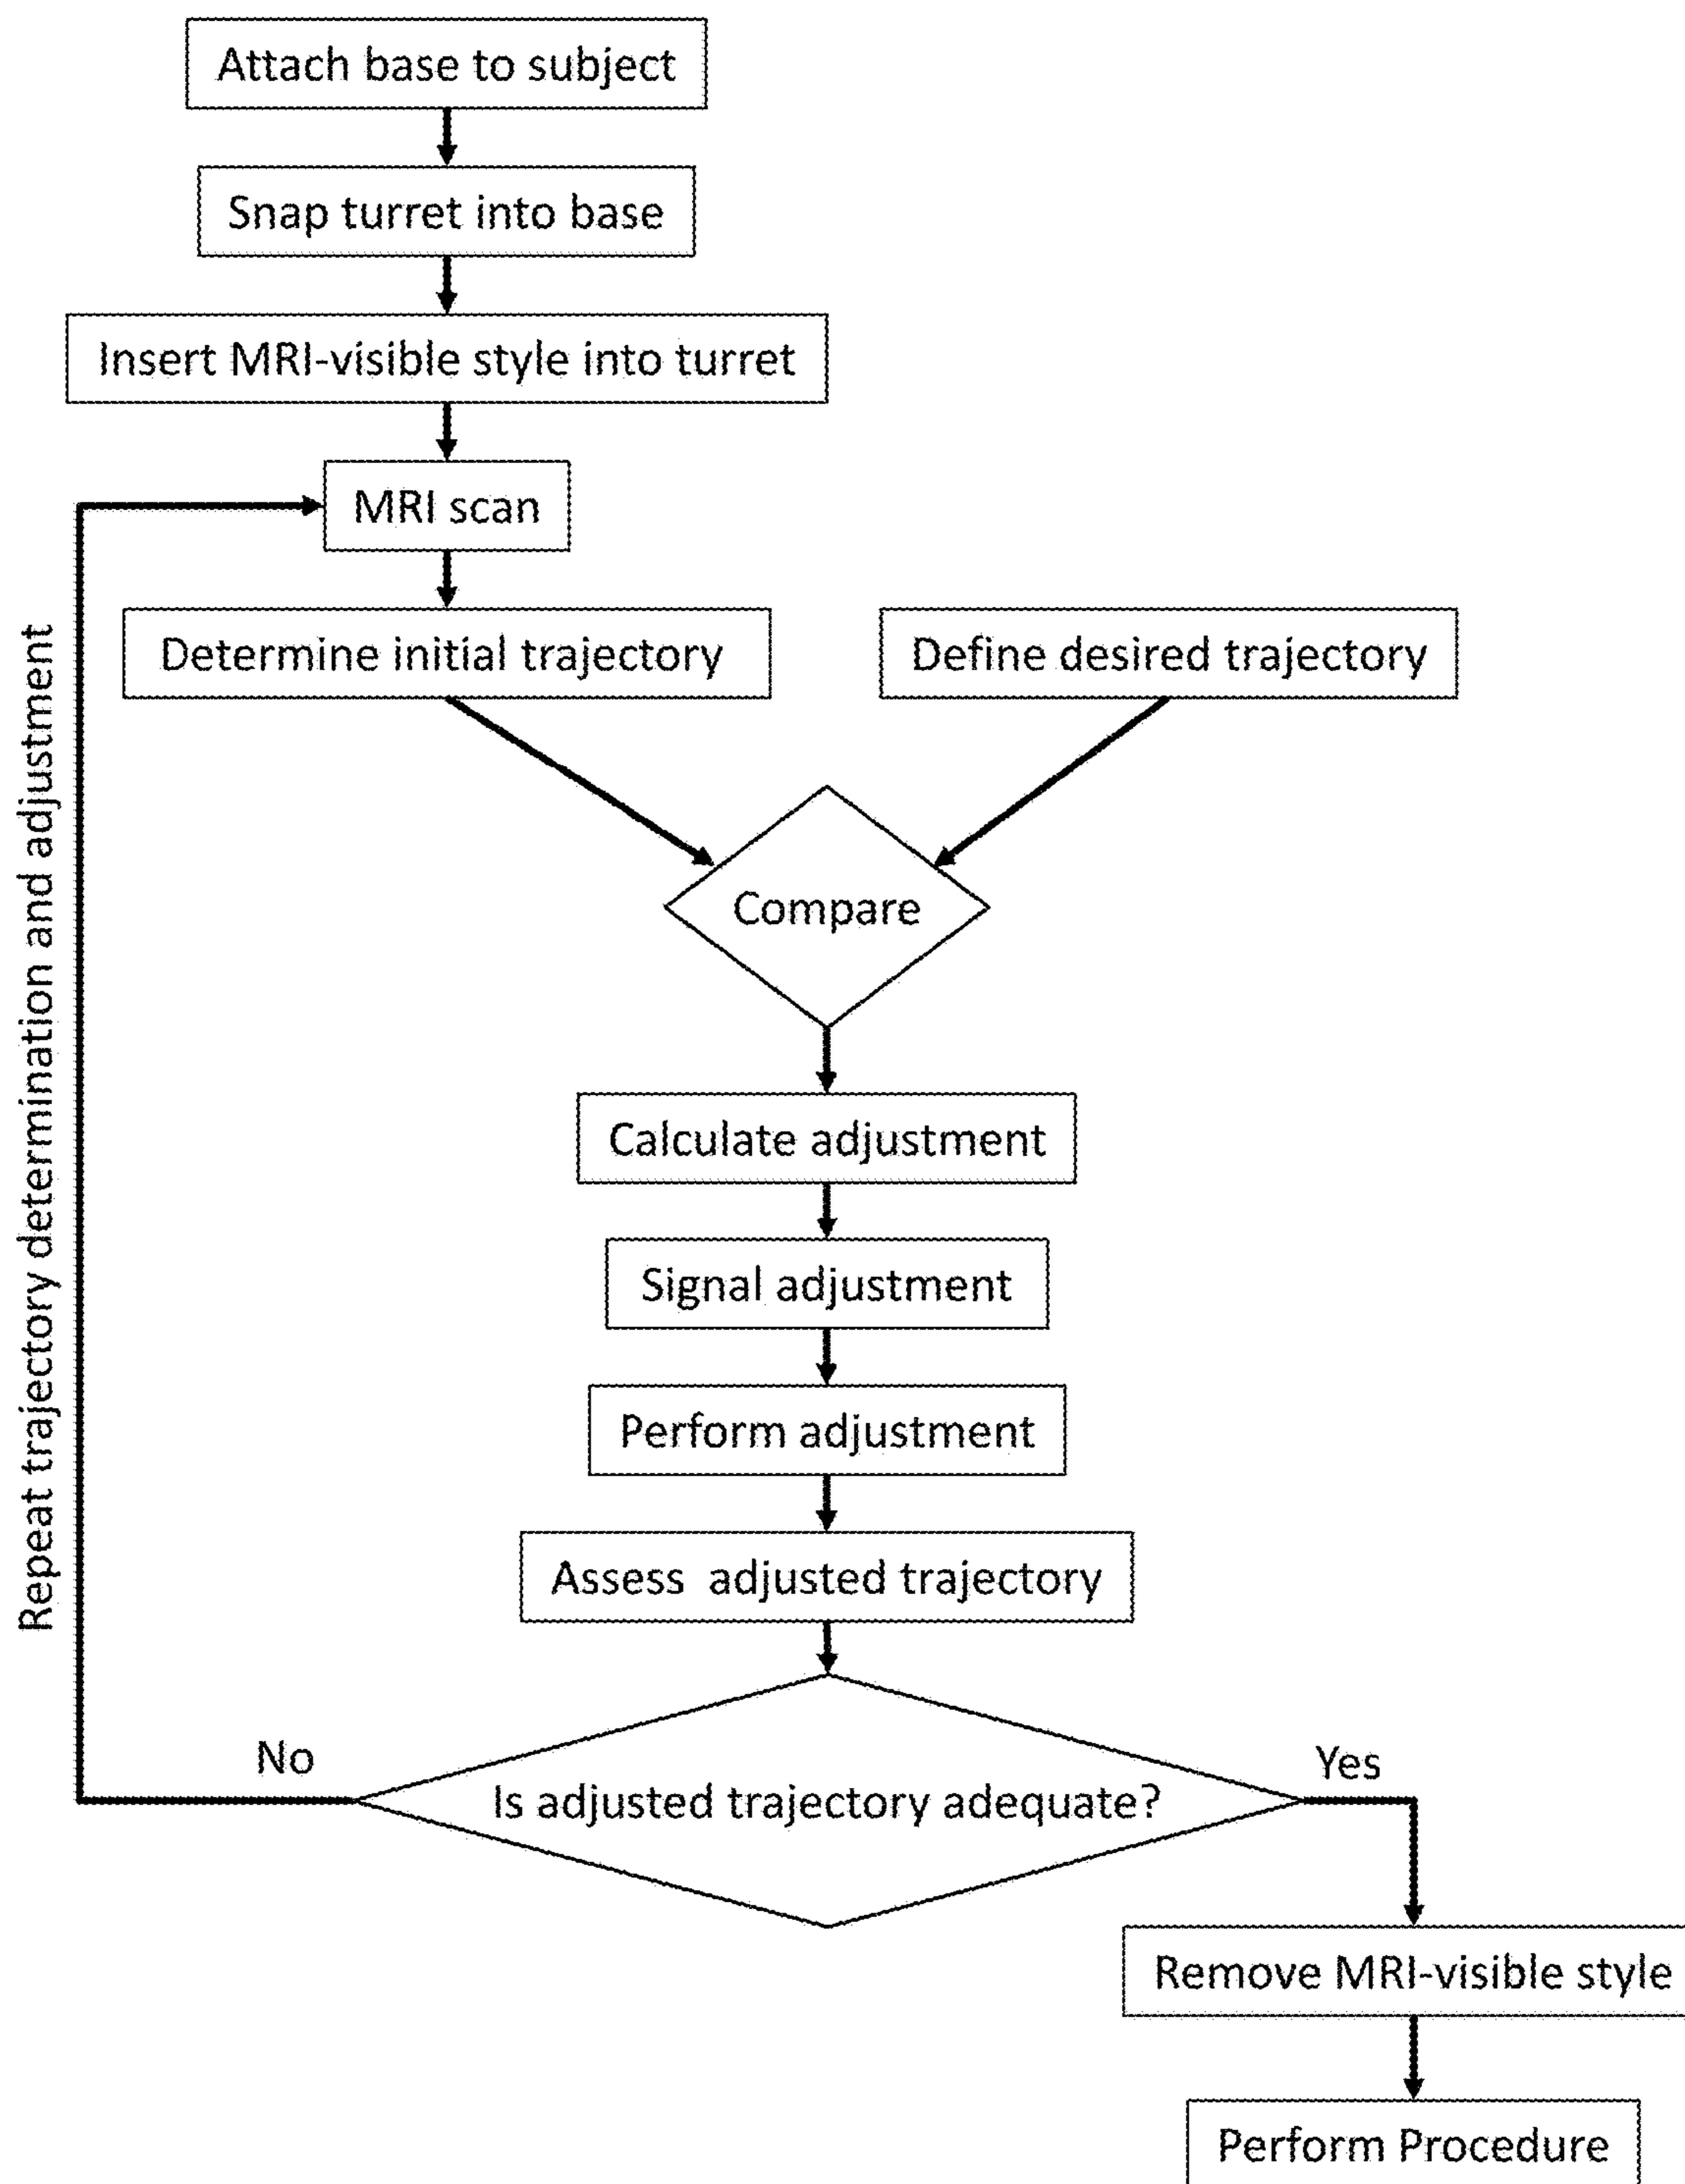 Attach base to subject
Snap turret into base
Insert MRI-visible style into turret
MRI scan
Determine initial trajectory
Define desired trajectory
Repeat trajectory determination and adjustment
Compare
Calculate adjustment
Signal adjustment
Perform adjustment
Assess adjusted trajectory
No
Yes
Is adjusted trajectory adequate?
Remove MRI-visible style
Perform Procedure